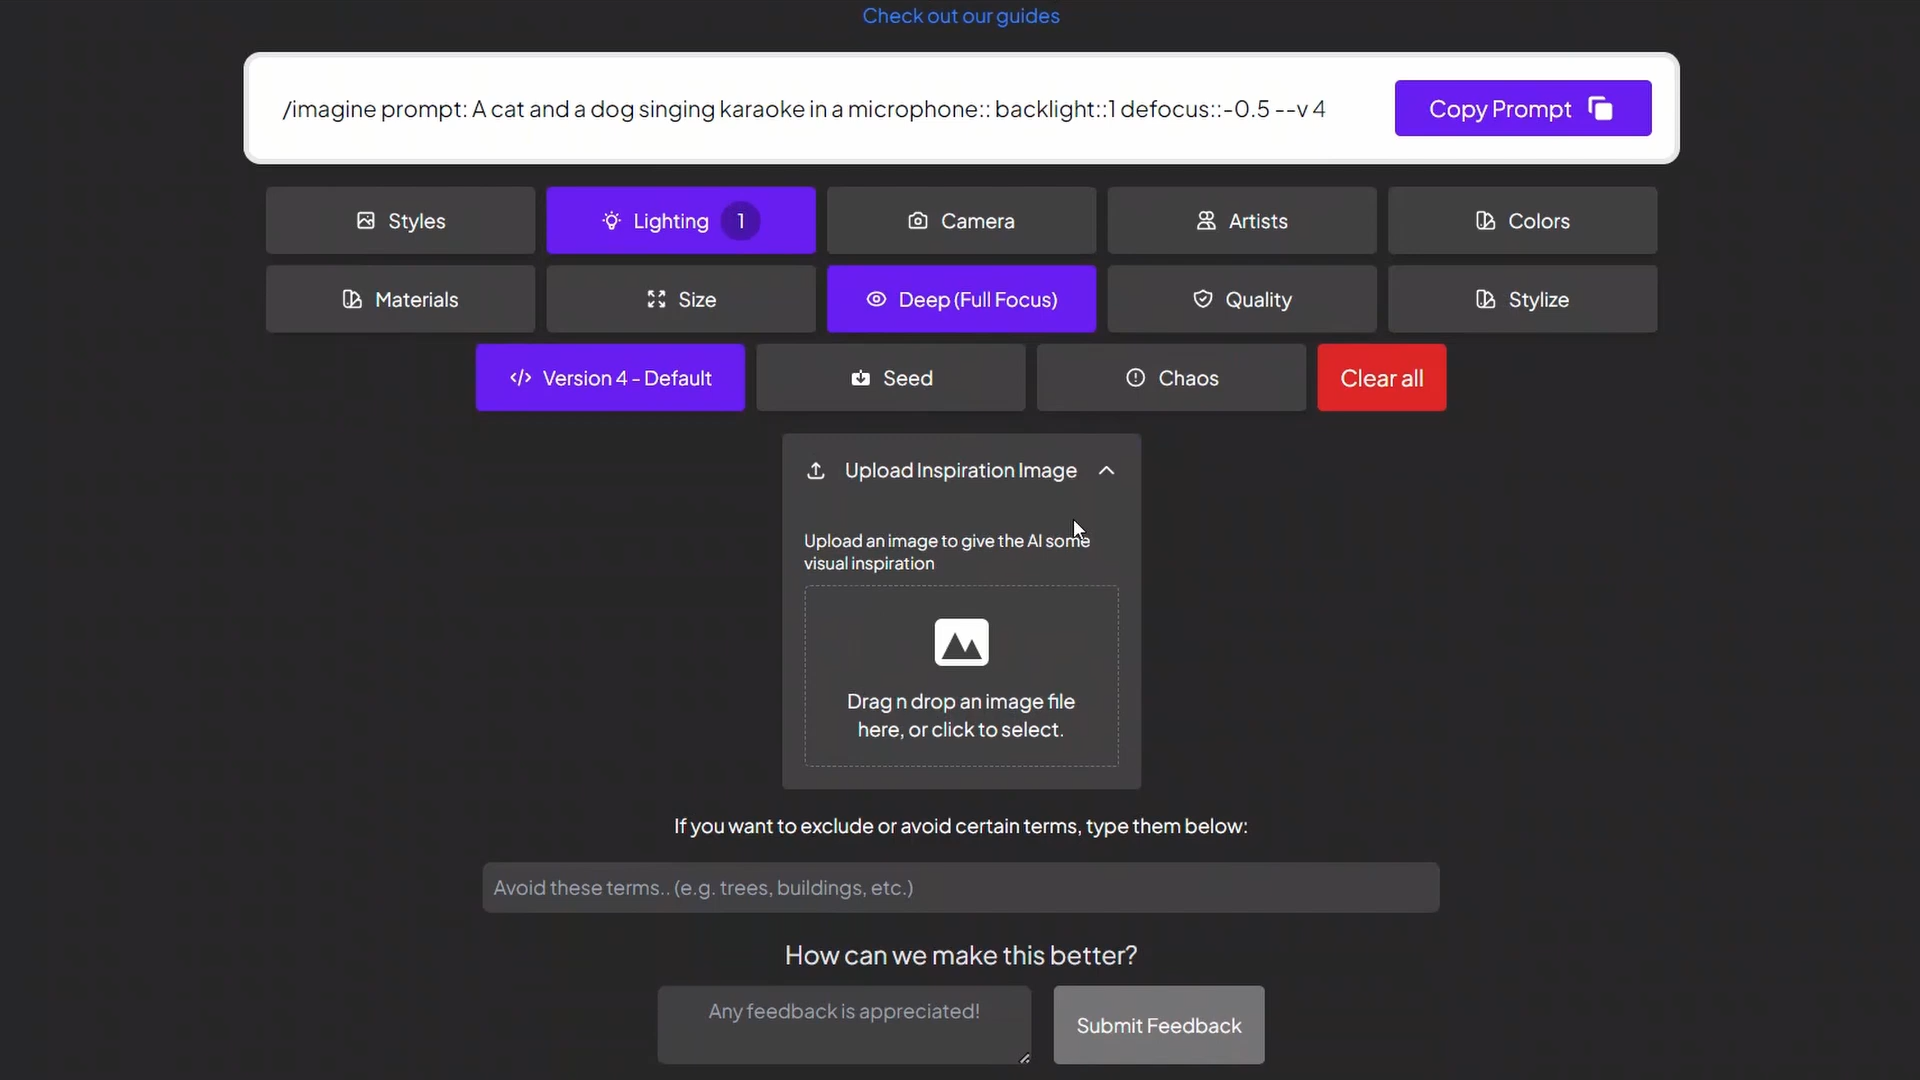 Check out our guides
/imagine prompt: A cat and a dog singing karaoke in a microphone:: backlight::1 defocus::-0.5 --v 4
Copy Prompt
Styles
Lighting 1
Camera
Artists
Colors
Materials
Size
Deep (Full Focus)
Quality
Stylize
Version 4 - Default
Seed
Chaos
Clear all
Upload Inspiration Image
Upload an image to give the AI some
visual inspiration
Drag n drop an image file
here, or click to select.
If you want to exclude or avoid certain terms, type them below:
Avoid these terms.. (e.g. trees, buildings, etc.)
How can we make this better?
Any feedback is appreciated!
Submit Feedback